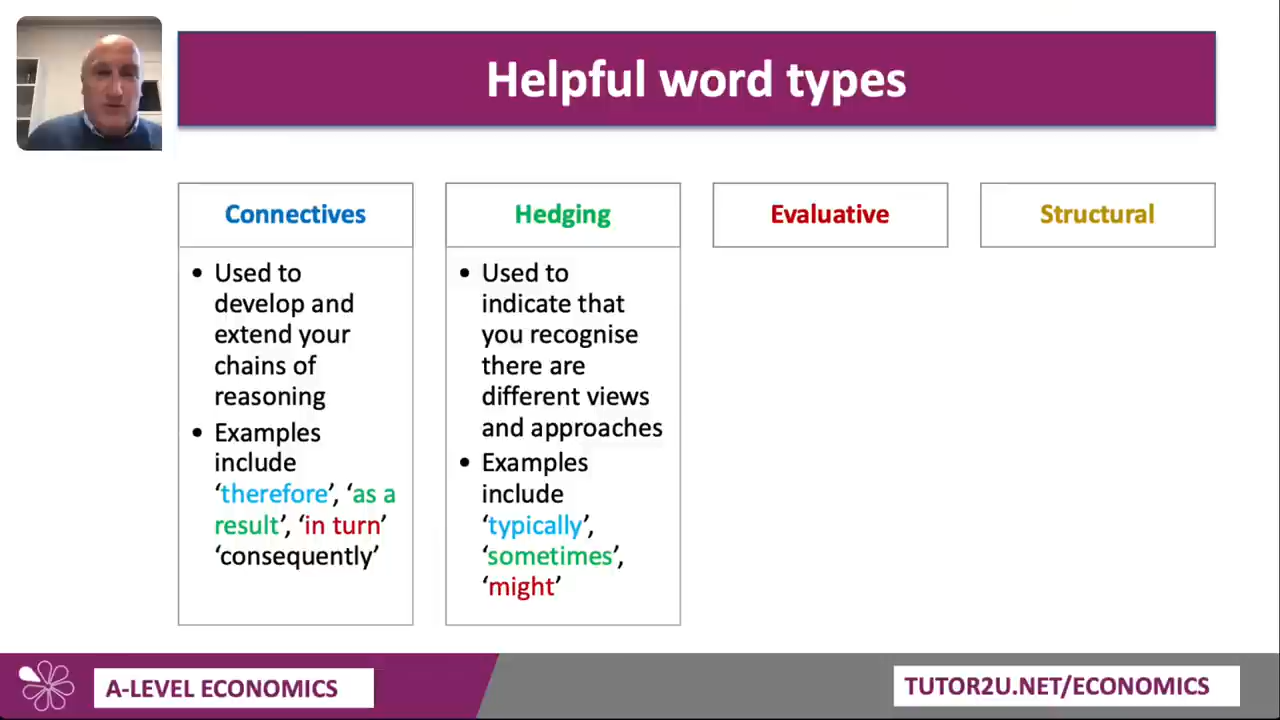 Helpful word types
Connectives
• Used to
develop and
extend your
chains of
reasoning
• Examples
include
‘therefore’, ‘as a
result’, ‘in turn’
‘consequently’
Hedging
• Used to
indicate that
you recognise
there are
different views
and approaches
• Examples
include
‘typically’,
‘sometimes’,
‘might’
Evaluative
Structural
A-LEVEL ECONOMICS
TUTOR2U.NET/ECONOMICS